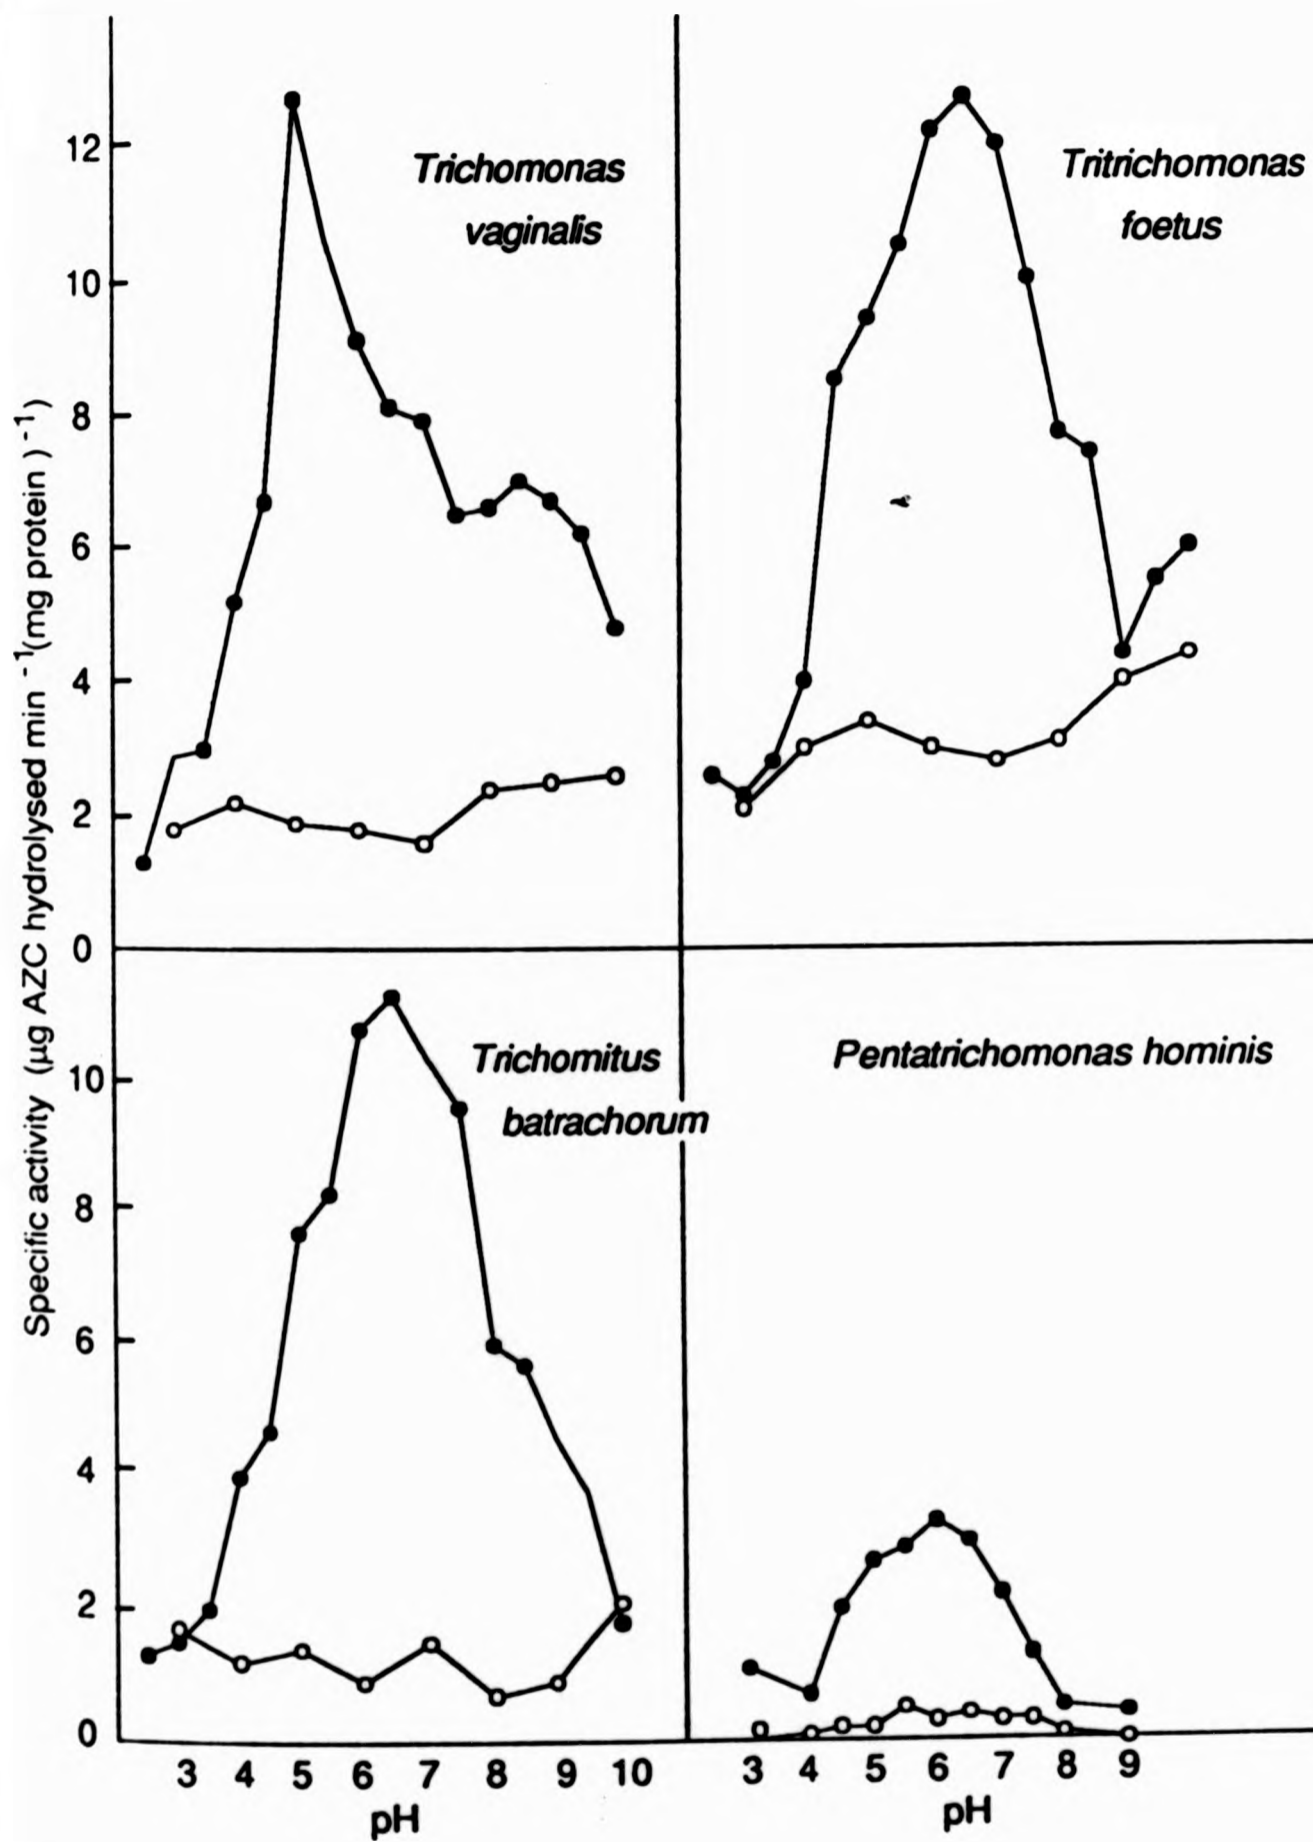 Specific activity (µg AZC hydrolysed min ⁻¹(mg protein ) ⁻¹
12
10
8
6
4
2
0
Trichomonas
vaginalis
Tritrichomonas
foetus
10
8
6
4
2
0
Trichomitus
batrachorum
Pentatrichomonas hominis
3 4 5 6 7 8 9 10
pH
3 4 5 6 7 8 9
pH